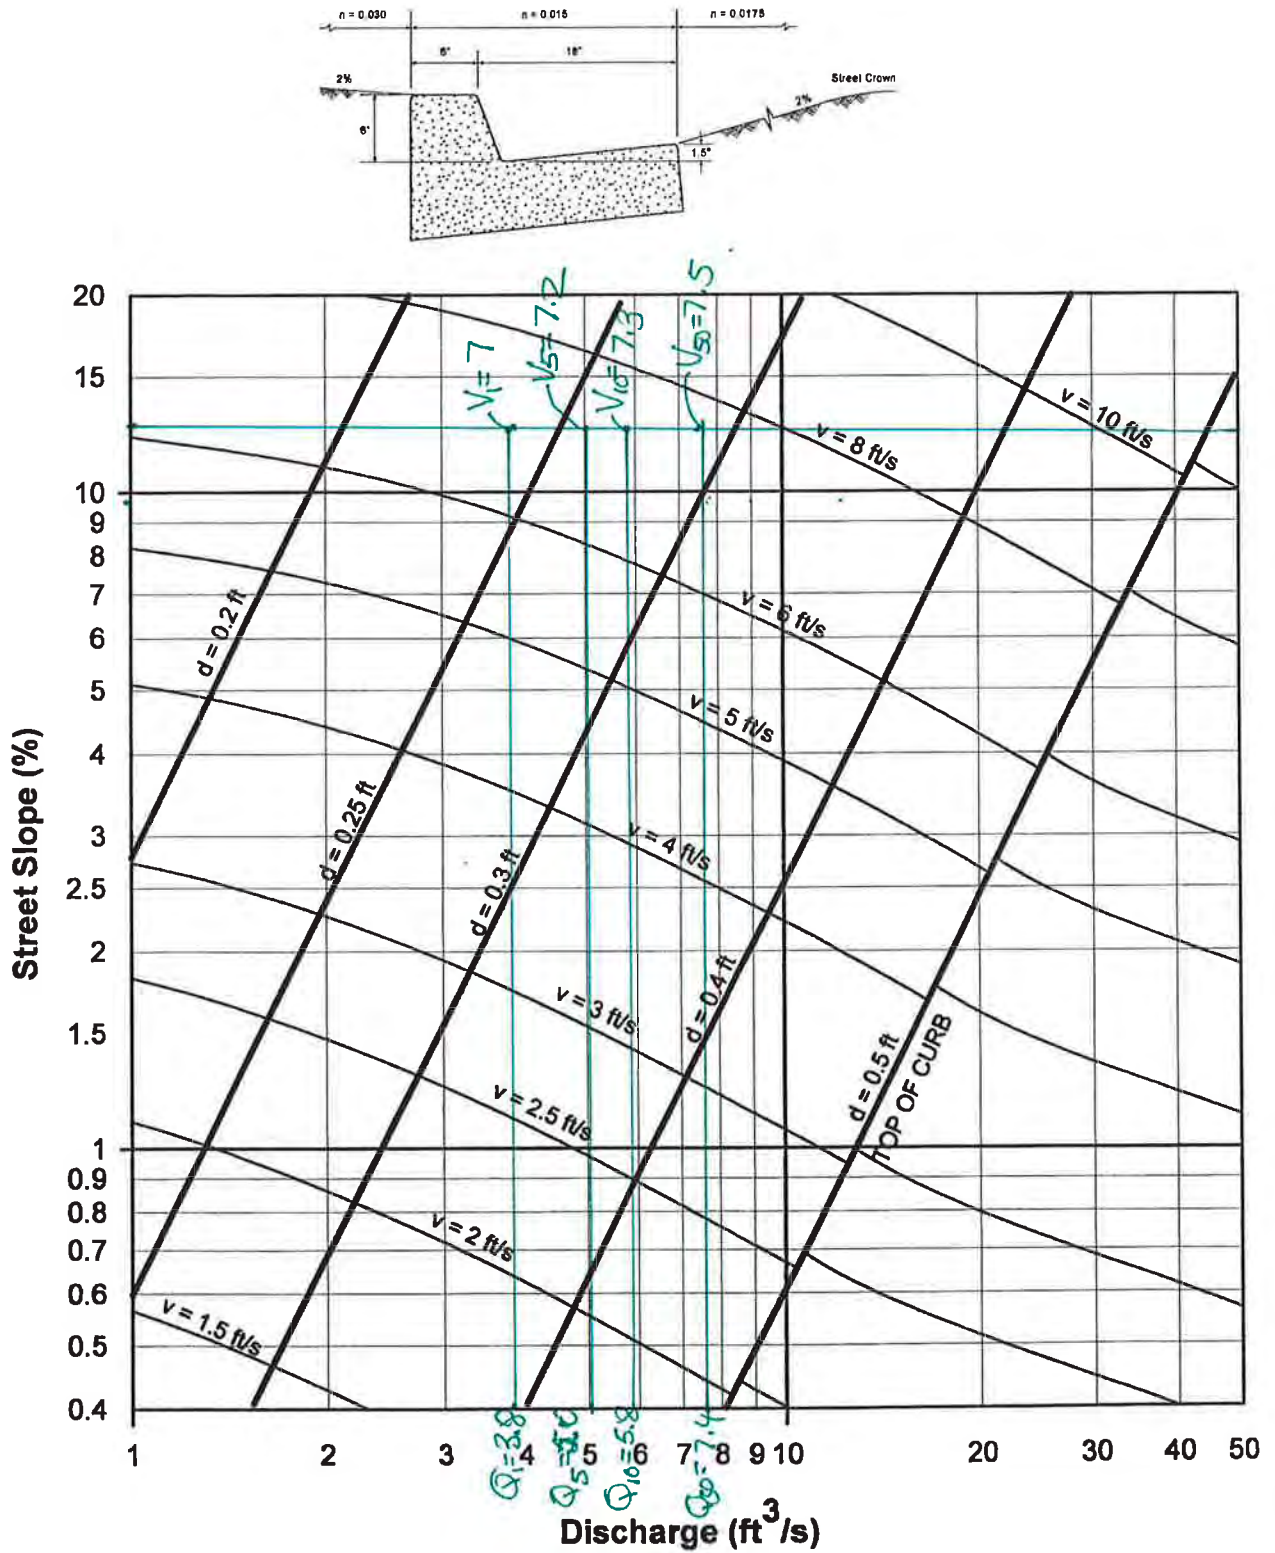 n = 0.030 n = 0.015 n = 0.0175
6" 18"
2% Street Crown
2%
6"
1.5"
V1 = 7 V5 = 7.2 V10 = 7.3 V50 = 7.5
20
15
10
9
8
7
6
5
4
3
2.5
2
1.5
1
0.9
0.8
0.7
0.6
0.5
0.4
Street Slope (%)
v = 10 ft/s
v = 8 ft/s
v = 6 ft/s
v = 5 ft/s
v = 4 ft/s
v = 3 ft/s
v = 2.5 ft/s
v = 2 ft/s
v = 1.5 ft/s
d = 0.2 ft
d = 0.25 ft
d = 0.3 ft
d = 0.4 ft
d = 0.5 ft
TOP OF CURB
1 2 3 4 5 6 7 8 9 10 20 30 40 50
Q1 = 3.8 Q5 = Q10 = 5.8 Q50 = 7.4
Discharge (ft3/s)